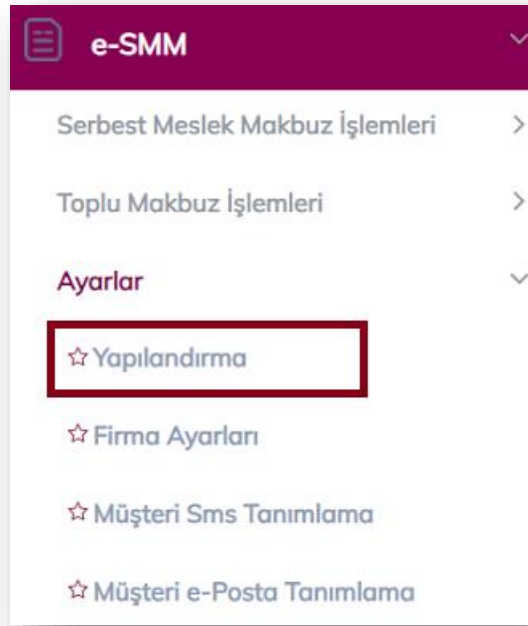 e-SMM
Serbest Meslek Makbuz İşlemleri
Toplu Makbuz İşlemleri
Ayarlar
Yapılandırma
Firma Ayarları
Müşteri Sms Tanımlama
Müşteri e-Posta Tanımlama